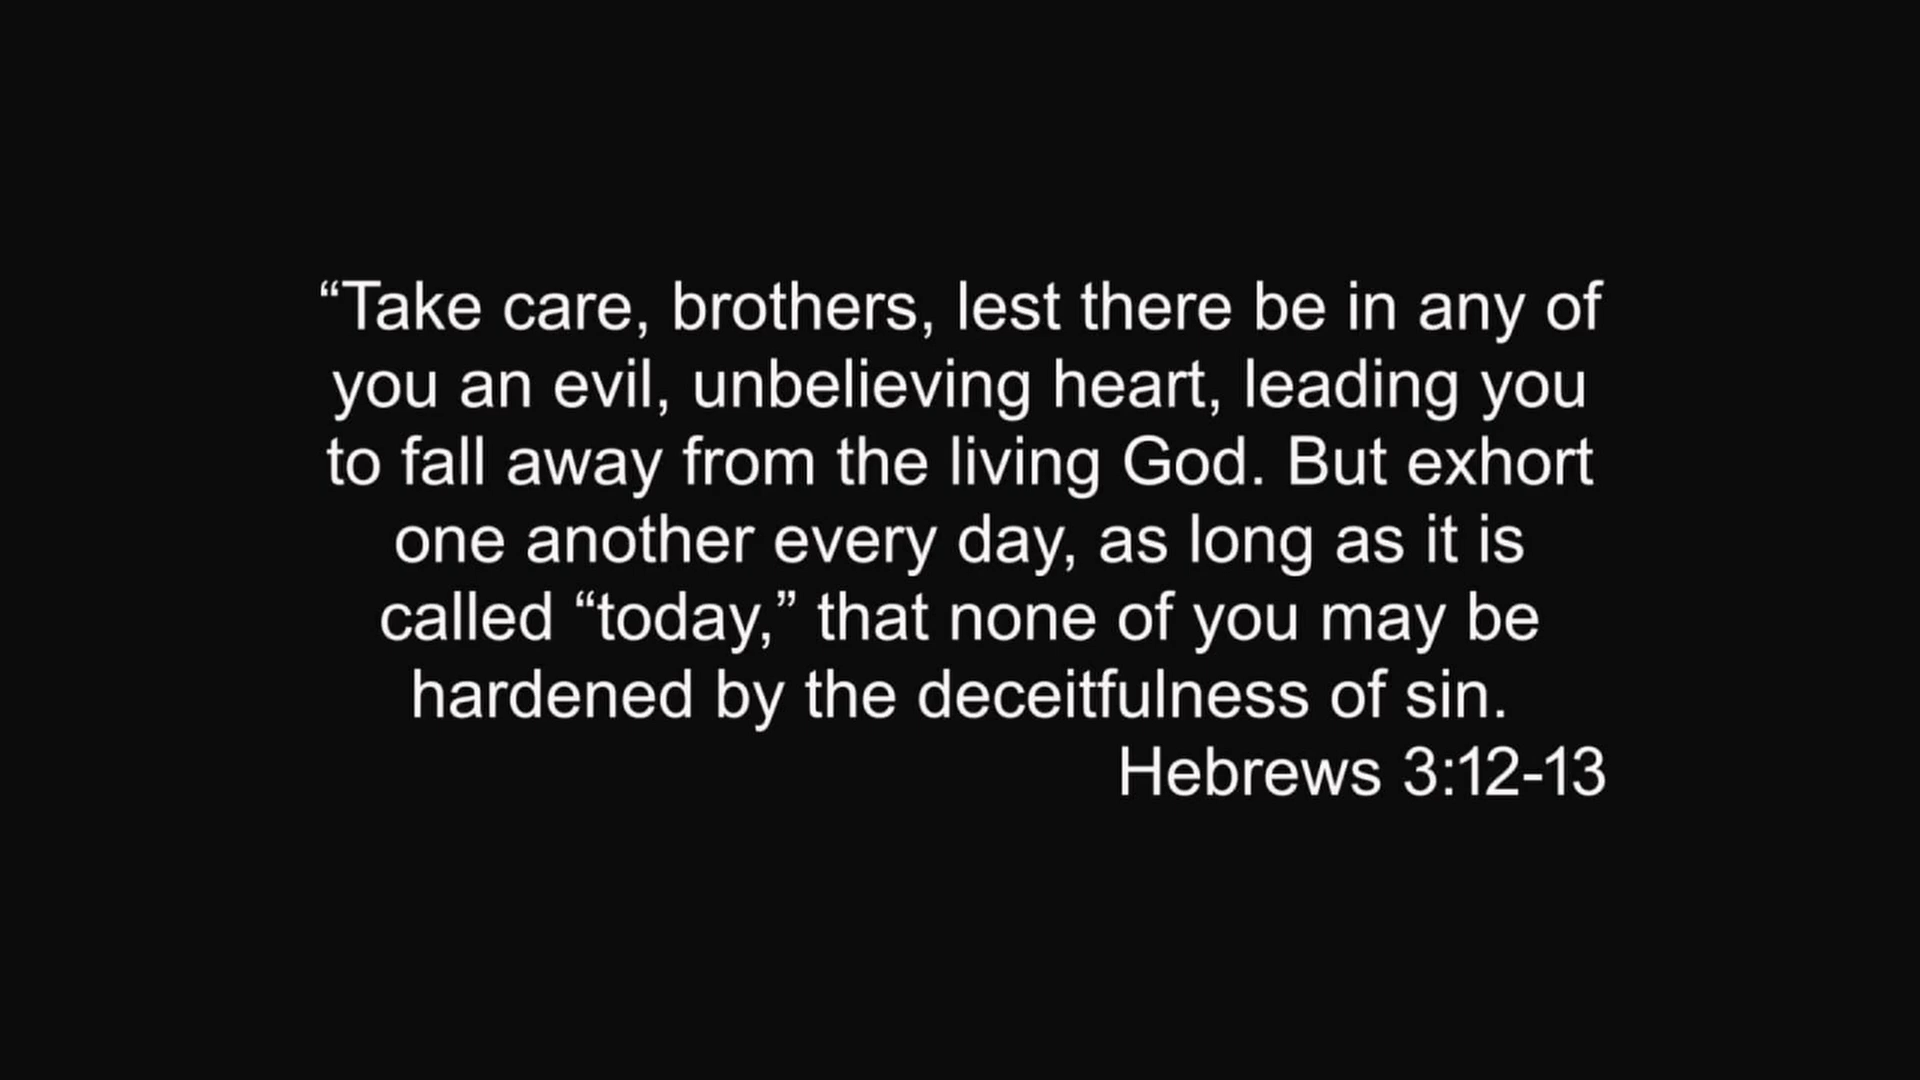 “Take care, brothers, lest there be in any of
you an evil, unbelieving heart, leading you
to fall away from the living God. But exhort
one another every day, as long as it is
called “today,” that none of you may be
hardened by the deceitfulness of sin.
Hebrews 3:12-13